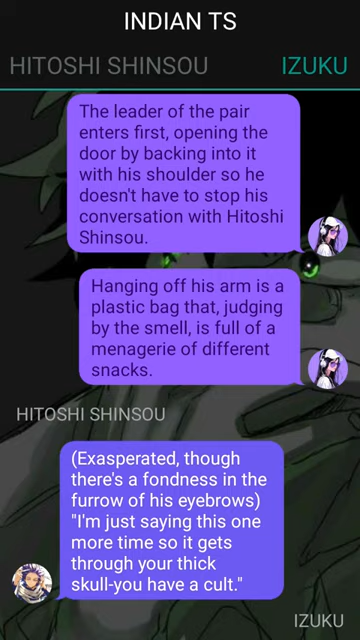 INDIAN TS
HITOSHI SHINSOU IZUKU
The leader of the pair
enters first, opening the
door by backing into it
with his shoulder so he
doesn't have to stop his
conversation with Hitoshi
Shinsou.
Hanging off his arm is a
plastic bag that, judging
by the smell, is full of a
menagerie of different
snacks.
HITOSHI SHINSOU
(Exasperated, though
there's a fondness in the
furrow of his eyebrows)
"I'm just saying this one
more time so it gets
through your thick
skull-you have a cult."
IZUKU